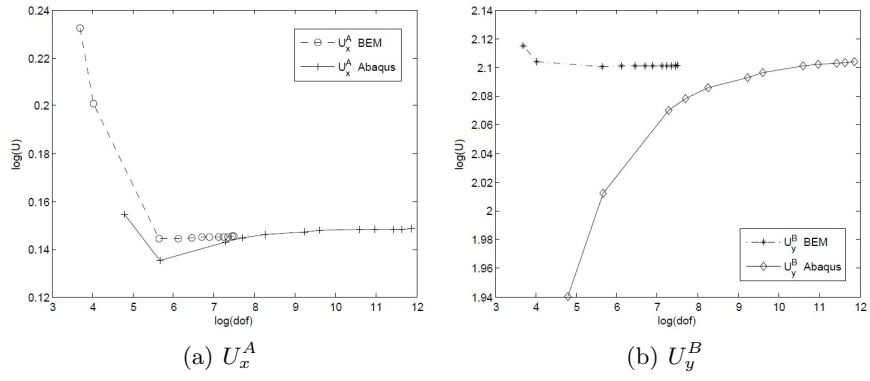 0.24
0.22
0.2
0.18
0.16
0.14
0.12
log(U)
3 4 5 6 7 8 9 10 11 12
log(dof)
U_x^A BEM
U_x^A Abaqus
(a) U_x^A
2.14
2.12
2.1
2.08
2.06
2.04
2.02
2
1.98
1.96
1.94
log(U)
3 4 5 6 7 8 9 10 11 12
log(dof)
U_y^B BEM
U_y^B Abaqus
(b) U_y^B